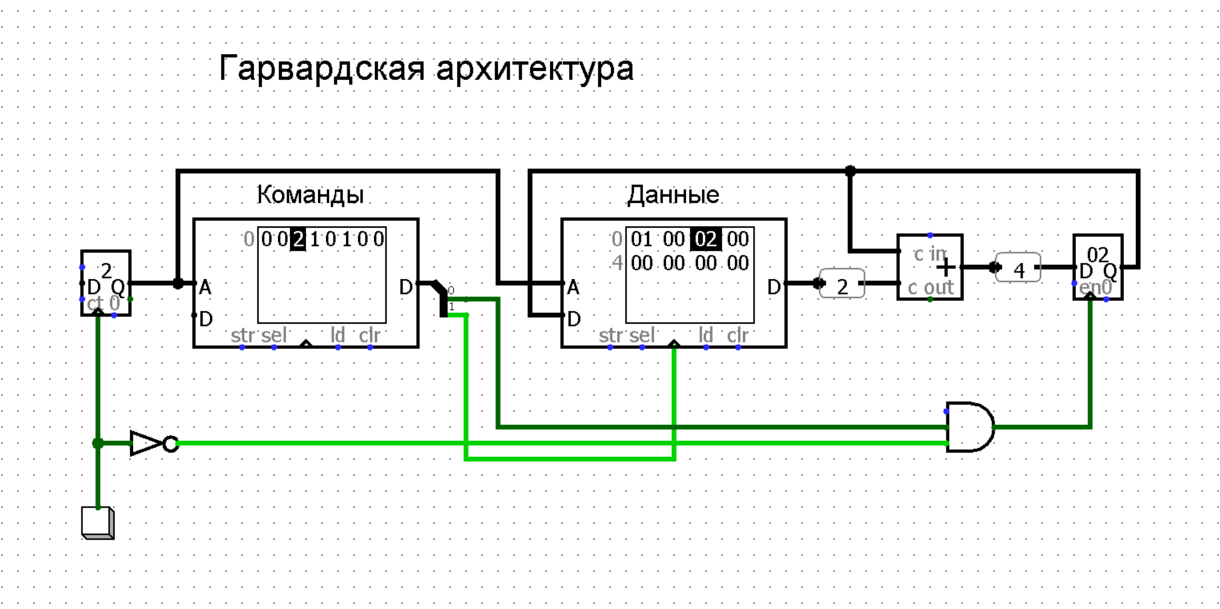 Гарвардская архитектура
Команды
Данные
0 0 0 2 1 0 1 0 0
0 01 00 02 00
4 00 00 00 00
2
D Q
ct 0
A
D
D
0
1
str sel ld clr
A
D
D
str sel ld clr
2
c in
+
c out
4
02
D Q
en0